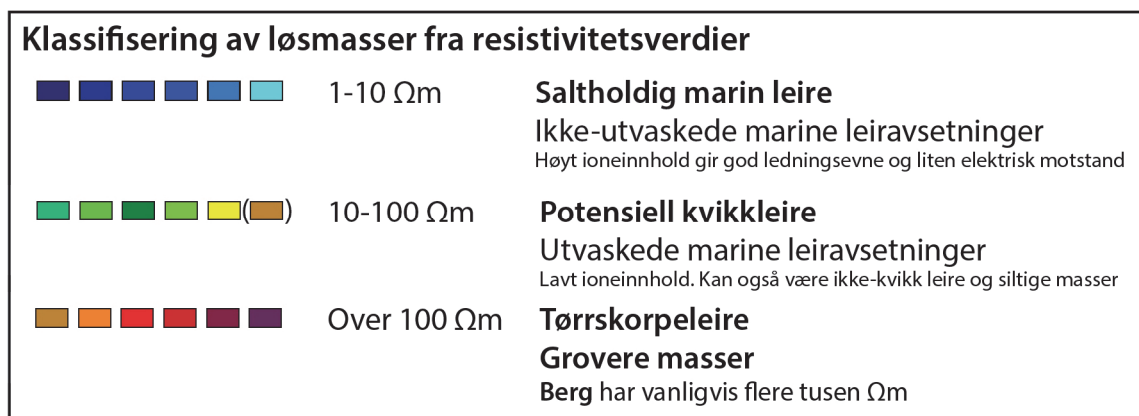 Klassifisering av løsmasser fra resistivitetsverdier
1-10 Ωm Saltholdig marin leire
Ikke-utvaskede marine leiravsetninger
Høyt ioneinnhold gir god ledningsevne og liten elektrisk motstand
( ) 10-100 Ωm Potensiell kvikkleire
Utvaskede marine leiravsetninger
Lavt ioneinnhold. Kan også være ikke-kvikk leire og siltige masser
Over 100 Ωm Tørrskorpeleire
Grovere masser
Berg har vanligvis flere tusen Ωm